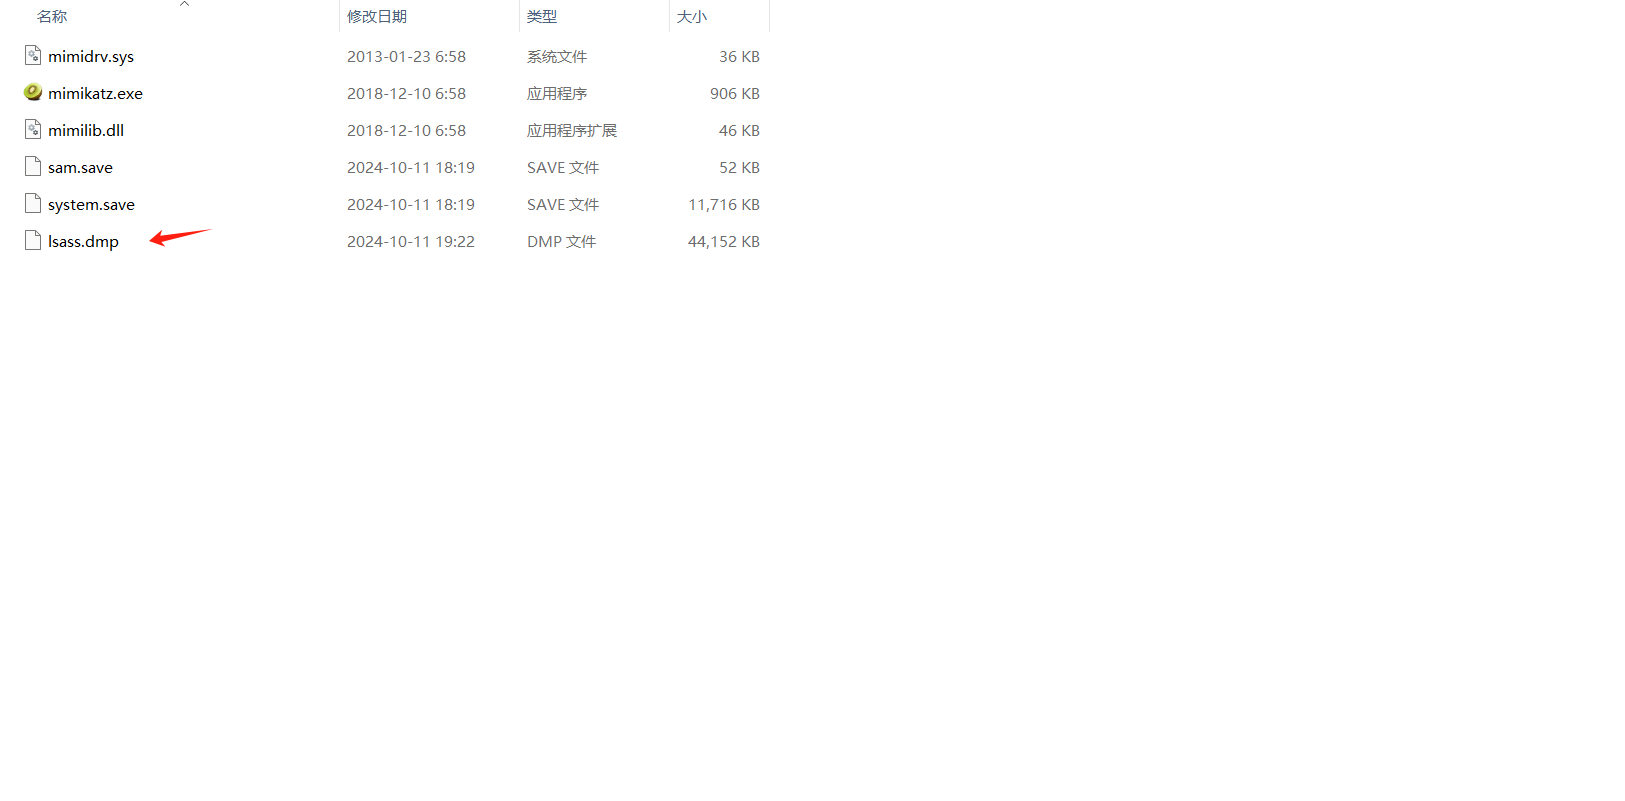 名称 修改日期 类型 大小
mimidrv.sys 2013-01-23 6:58 系统文件 36 KB
mimikatz.exe 2018-12-10 6:58 应用程序 906 KB
mimilib.dll 2018-12-10 6:58 应用程序扩展 46 KB
sam.save 2024-10-11 18:19 SAVE 文件 52 KB
system.save 2024-10-11 18:19 SAVE 文件 11,716 KB
lsass.dmp 2024-10-11 19:22 DMP 文件 44,152 KB